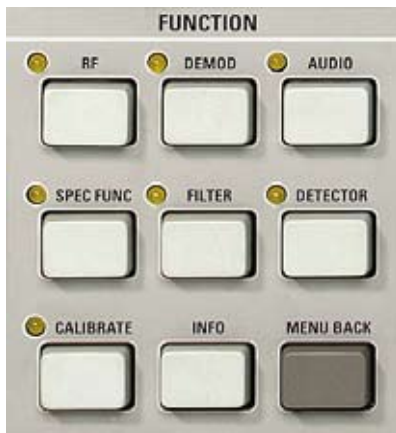 FUNCTION
RF DEMOD AUDIO
SPEC FUNC FILTER DETECTOR
CALIBRATE INFO MENU BACK